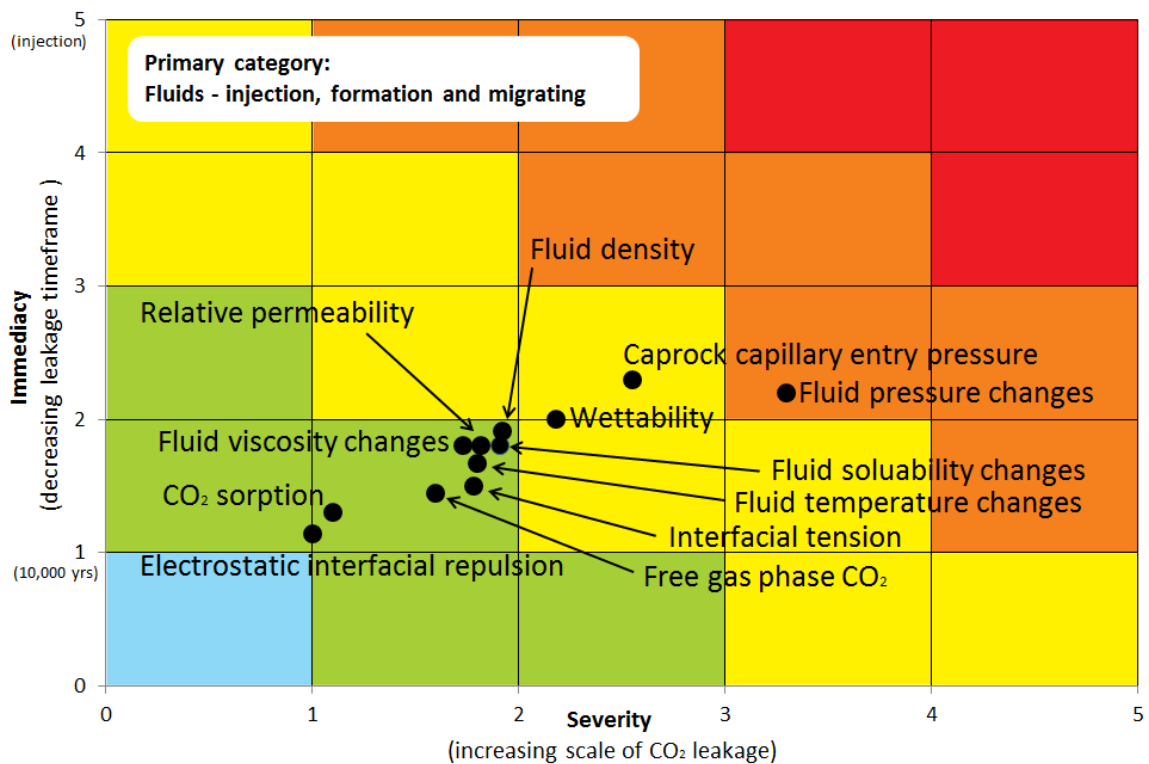 5
(injection)
Primary category:
Fluids - injection, formation and migrating
4
Fluid density
3
Relative permeability
Caprock capillary entry pressure
Fluid pressure changes
2
Wettability
Fluid viscosity changes
Fluid soluability changes
CO₂ sorption
Fluid temperature changes
Interfacial tension
1
(10,000 yrs)
Electrostatic interfacial repulsion
Free gas phase CO₂
0
Immediacy
(decreasing leakage timeframe )
0 1 2 3 4 5
Severity
(increasing scale of CO₂ leakage)